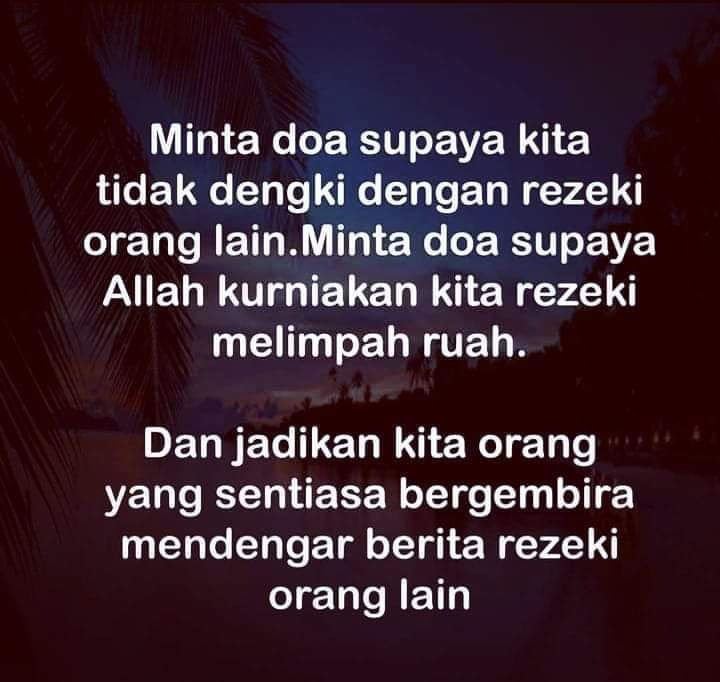 Minta doa supaya kita
tidak dengki dengan rezeki
orang lain.Minta doa supaya
Allah kurniakan kita rezeki
melimpah ruah.
Dan jadikan kita orang
yang sentiasa bergembira
mendengar berita rezeki
orang lain